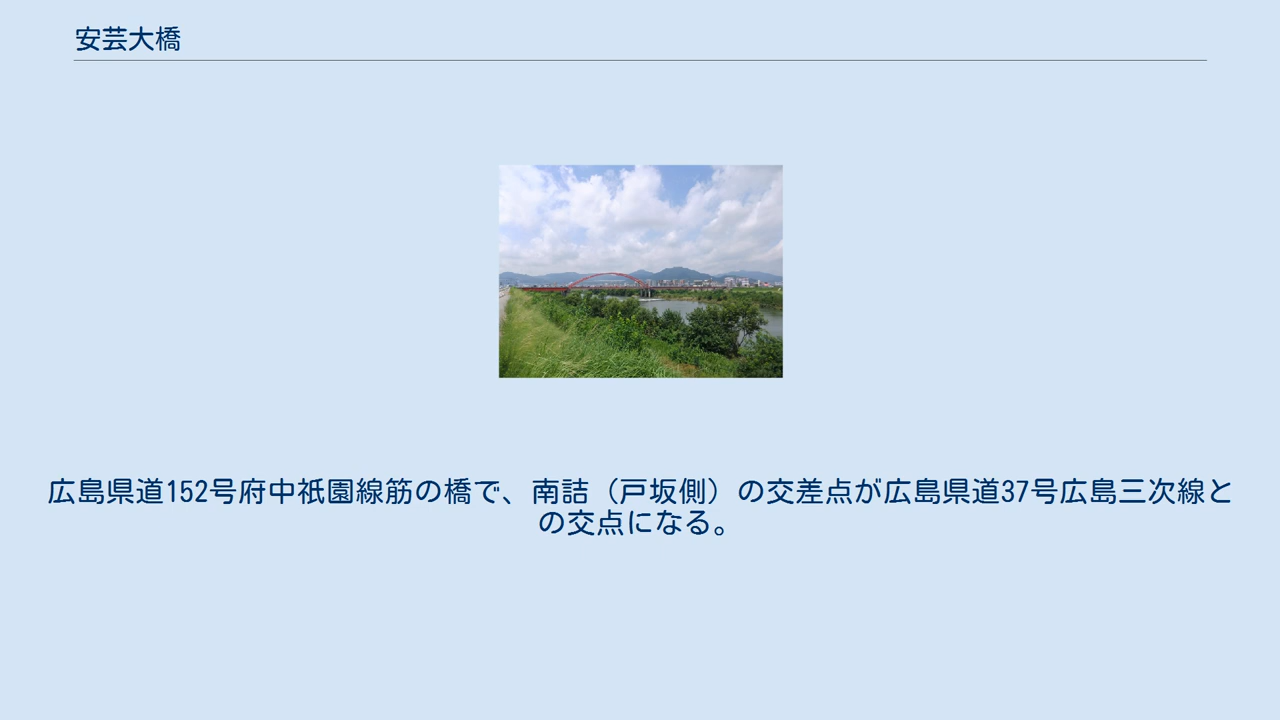 安芸大橋
広島県道152号府中祇園線筋の橋で、南詰（戸坂側）の交差点が広島県道37号広島三次線と
の交点になる。